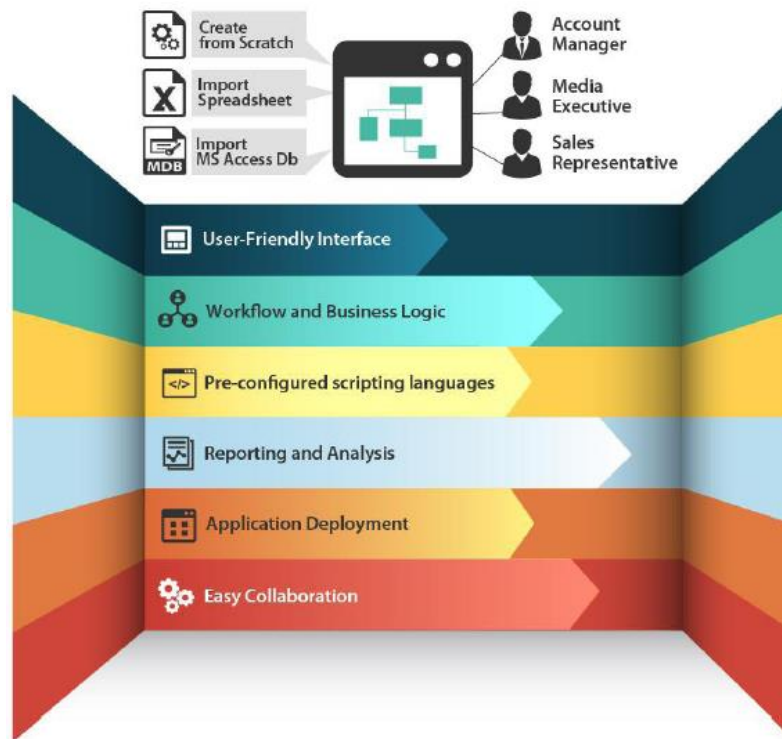 Create
from Scratch
Import
Spreadsheet
X
Import
MS Access Db
MDB
Account
Manager
Media
Executive
Sales
Representative
User-Friendly Interface
Workflow and Business Logic
</> Pre-configured scripting languages
Reporting and Analysis
Application Deployment
Easy Collaboration